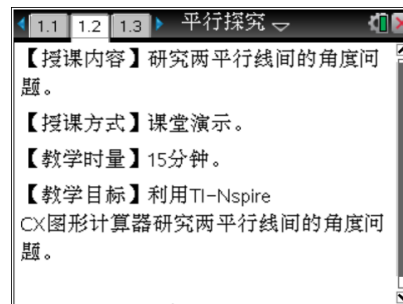 1.1 1.2 1.3 平行探究
【授课内容】研究两平行线间的角度问
题。
【授课方式】课堂演示。
【教学时量】15分钟。
【教学目标】利用TI-Nspire
CX图形计算器研究两平行线间的角度问
题。